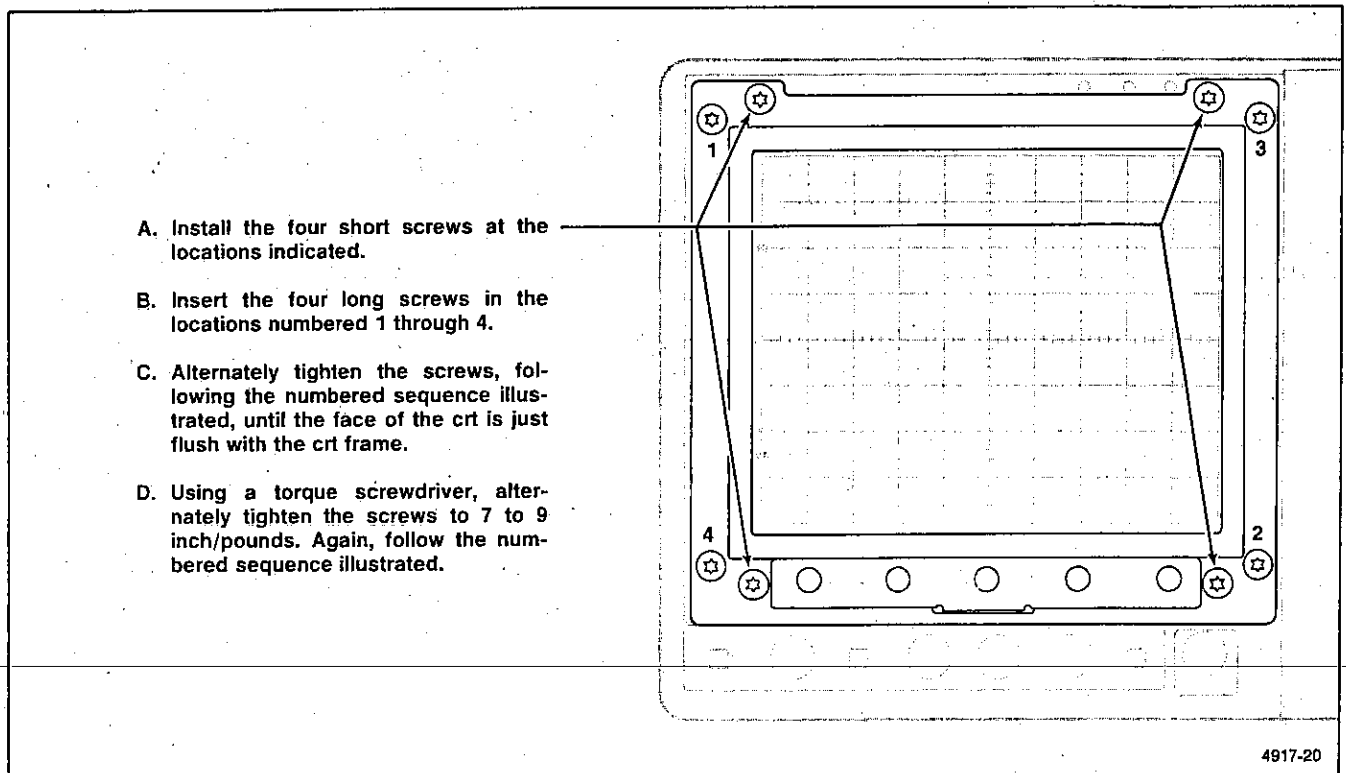 A. Install the four short screws at the
locations indicated.
B. Insert the four long screws in the
locations numbered 1 through 4.
C. Alternately tighten the screws, fol-
lowing the numbered sequence illus-
trated, until the face of the crt is just
flush with the crt frame.
D. Using a torque screwdriver, alter-
nately tighten the screws to 7 to 9
inch/pounds. Again, follow the num-
bered sequence illustrated.
1
3
4
2
4917-20